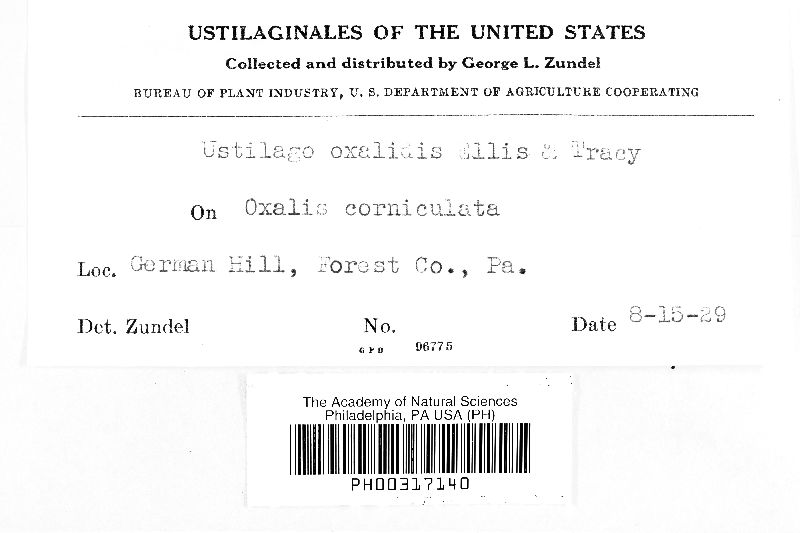 USTILAGINALES OF THE UNITED STATES
Collected and distributed by George L. Zundel
BUREAU OF PLANT INDUSTRY, U. S. DEPARTMENT OF AGRICULTURE COOPERATING
Ustilago oxalidis Ellis & Tracy
On Oxalis corniculata
Loc. German Hill, Forest Co., Pa.
Det. Zundel No. Date 8-15-29
GPO 96775
The Academy of Natural Sciences
Philadelphia, PA USA (PH)
PH00317140